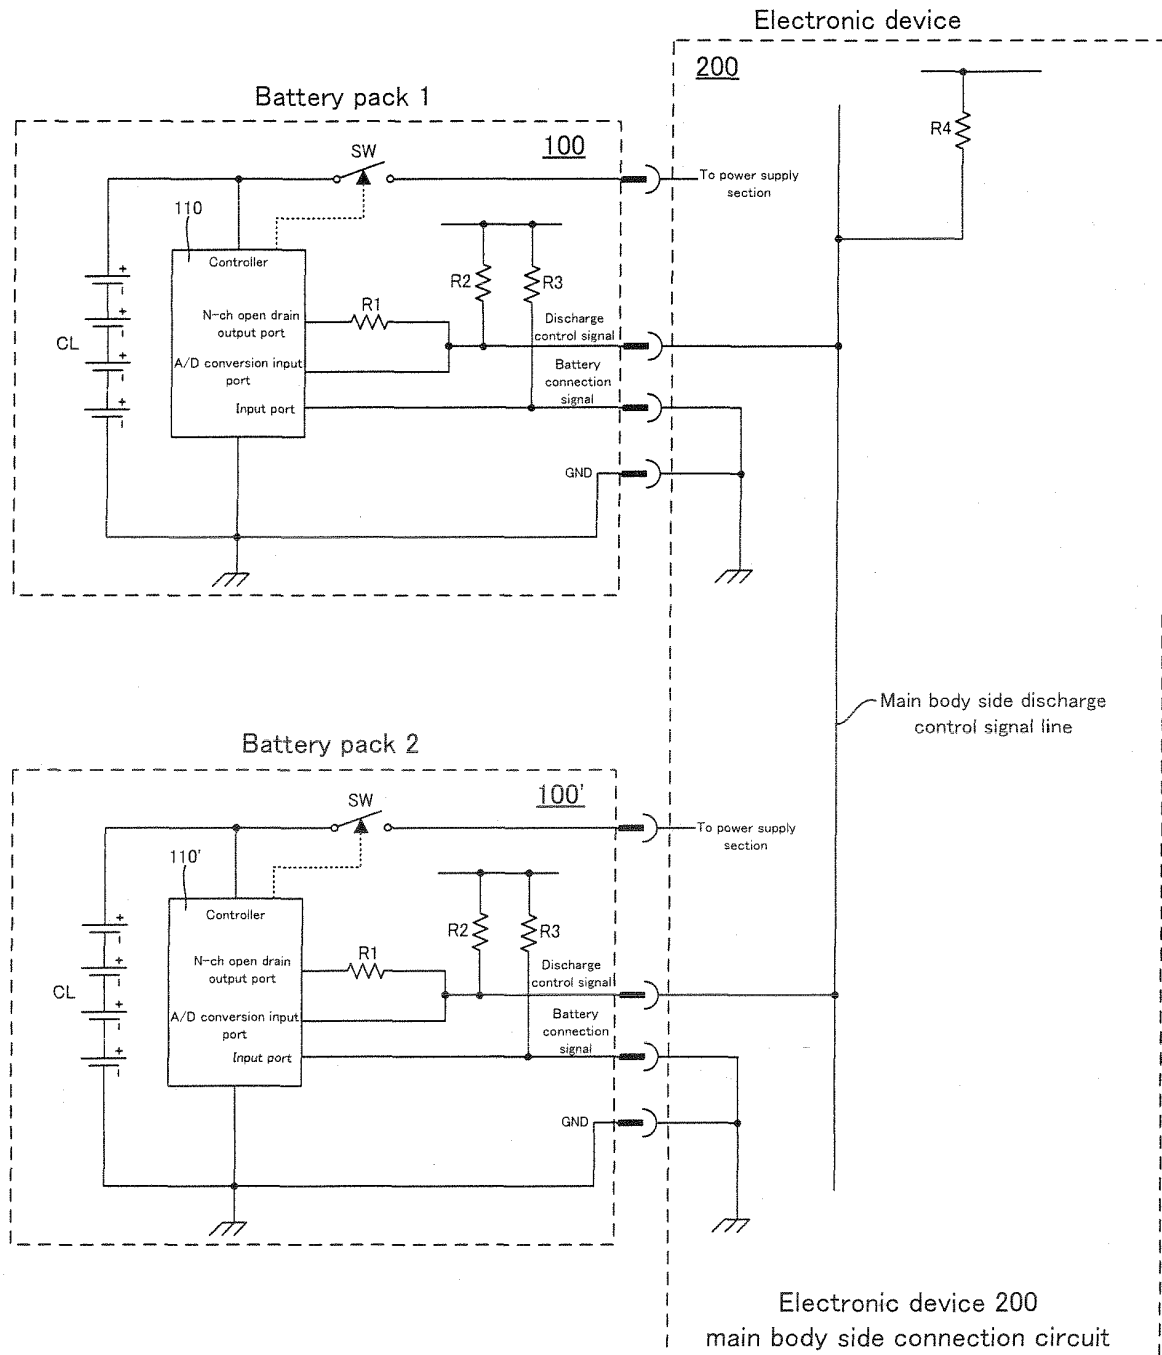 Electronic device
200
R4
Battery pack 1
100
SW
To power supply
section
110
Controller
R2
R3
R1
N-ch open drain
output port
Discharge
control signal
CL
A/D conversion input
port
Battery
connection
signal
Input port
GND
+
-
+
-
+
-
+
-
Main body side discharge
control signal line
Battery pack 2
100'
SW
To power supply
section
110'
Controller
R2
R3
R1
N-ch open drain
output port
Discharge
control signal
CL
A/D conversion input
port
Battery
connection
signal
Input port
GND
+
-
+
-
+
-
+
-
Electronic device 200
main body side connection circuit